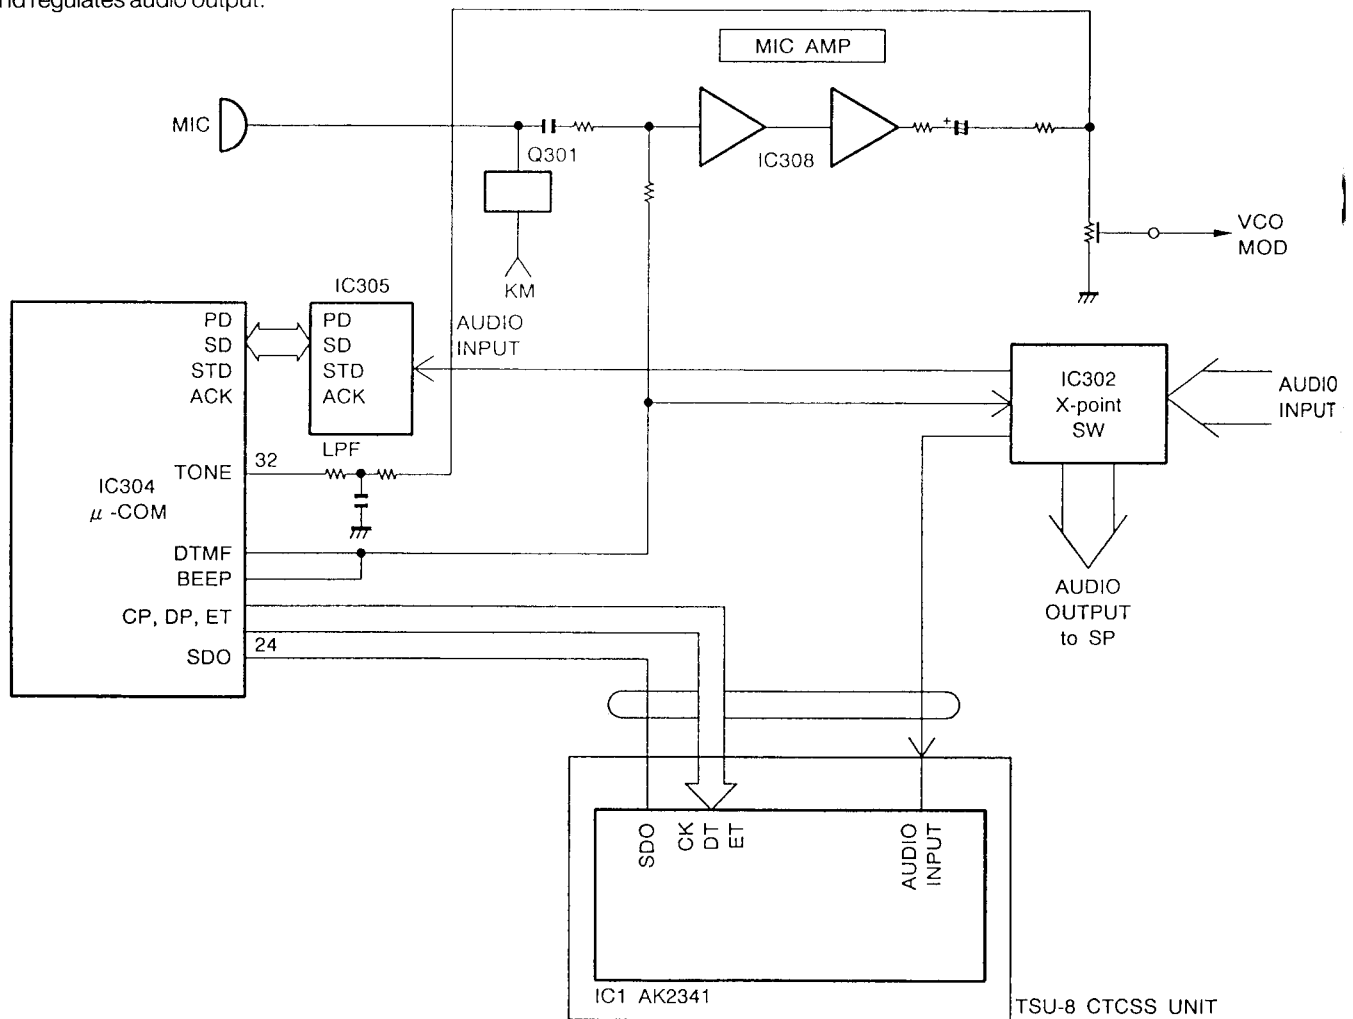 nd regulates audio output.
MIC AMP
MIC
Q301
IC308
VCO
MOD
KM
IC305
AUDIO
INPUT
PD
SD
STD
ACK
PD
SD
STD
ACK
IC302
X-point
SW
AUDIO
INPUT
LPF
TONE
32
IC304
μ-COM
DTMF
BEEP
CP, DP, ET
24
SDO
AUDIO
OUTPUT
to SP
SDO
CK
DT
ET
AUDIO
INPUT
IC1 AK2341
TSU-8 CTCSS UNIT